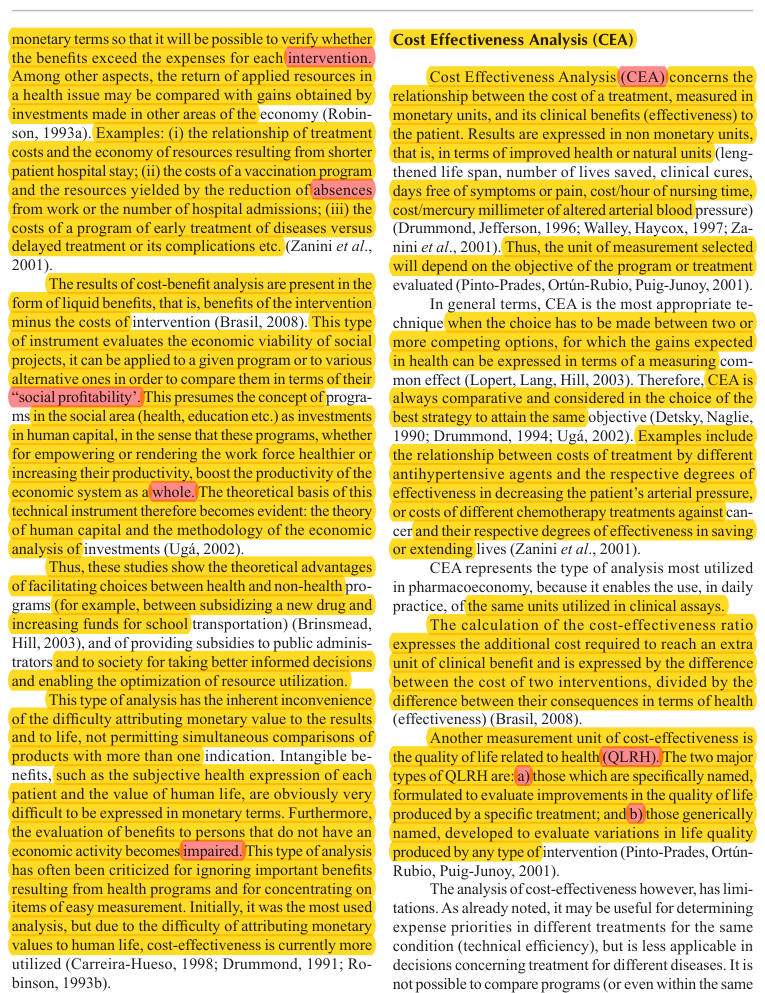 monetary terms so that it will be possible to verify whether
the benefits exceed the expenses for each intervention.
Among other aspects, the return of applied resources in
a health issue may be compared with gains obtained by
investments made in other areas of the economy (Robin-
son, 1993a). Examples: (i) the relationship of treatment
costs and the economy of resources resulting from shorter
patient hospital stay; (ii) the costs of a vaccination program
and the resources yielded by the reduction of absences
from work or the number of hospital admissions; (iii) the
costs of a program of early treatment of diseases versus
delayed treatment or its complications etc. (Zanini et al.,
2001).
The results of cost-benefit analysis are present in the
form of liquid benefits, that is, benefits of the intervention
minus the costs of intervention (Brasil, 2008). This type
of instrument evaluates the economic viability of social
projects, it can be applied to a given program or to various
alternative ones in order to compare them in terms of their
“social profitability’. This presumes the concept of progra-
ms in the social area (health, education etc.) as investments
in human capital, in the sense that these programs, whether
for empowering or rendering the work force healthier or
increasing their productivity, boost the productivity of the
economic system as a whole. The theoretical basis of this
technical instrument therefore becomes evident: the theory
of human capital and the methodology of the economic
analysis of investments (Ugá, 2002).
Thus, these studies show the theoretical advantages
of facilitating choices between health and non-health pro-
grams (for example, between subsidizing a new drug and
increasing funds for school transportation) (Brinsmead,
Hill, 2003), and of providing subsidies to public adminis-
trators and to society for taking better informed decisions
and enabling the optimization of resource utilization.
This type of analysis has the inherent inconvenience
of the difficulty attributing monetary value to the results
and to life, not permitting simultaneous comparisons of
products with more than one indication. Intangible be-
nefits, such as the subjective health expression of each
patient and the value of human life, are obviously very
difficult to be expressed in monetary terms. Furthermore,
the evaluation of benefits to persons that do not have an
economic activity becomes impaired. This type of analysis
has often been criticized for ignoring important benefits
resulting from health programs and for concentrating on
items of easy measurement. Initially, it was the most used
analysis, but due to the difficulty of attributing monetary
values to human life, cost-effectiveness is currently more
utilized (Carreira-Hueso, 1998; Drummond, 1991; Ro-
binson, 1993b).
Cost Effectiveness Analysis (CEA)
Cost Effectiveness Analysis (CEA) concerns the
relationship between the cost of a treatment, measured in
monetary units, and its clinical benefits (effectiveness) to
the patient. Results are expressed in non monetary units,
that is, in terms of improved health or natural units (leng-
thened life span, number of lives saved, clinical cures,
days free of symptoms or pain, cost/hour of nursing time,
cost/mercury millimeter of altered arterial blood pressure)
(Drummond, Jefferson, 1996; Walley, Haycox, 1997; Za-
nini et al., 2001). Thus, the unit of measurement selected
will depend on the objective of the program or treatment
evaluated (Pinto-Prades, Ortún-Rubio, Puig-Junoy, 2001).
In general terms, CEA is the most appropriate te-
chnique when the choice has to be made between two or
more competing options, for which the gains expected
in health can be expressed in terms of a measuring com-
mon effect (Lopert, Lang, Hill, 2003). Therefore, CEA is
always comparative and considered in the choice of the
best strategy to attain the same objective (Detsky, Naglie,
1990; Drummond, 1994; Ugá, 2002). Examples include
the relationship between costs of treatment by different
antihypertensive agents and the respective degrees of
effectiveness in decreasing the patient’s arterial pressure,
or costs of different chemotherapy treatments against can-
cer and their respective degrees of effectiveness in saving
or extending lives (Zanini et al., 2001).
CEA represents the type of analysis most utilized
in pharmacoeconomy, because it enables the use, in daily
practice, of the same units utilized in clinical assays.
The calculation of the cost-effectiveness ratio
expresses the additional cost required to reach an extra
unit of clinical benefit and is expressed by the difference
between the cost of two interventions, divided by the
difference between their consequences in terms of health
(effectiveness) (Brasil, 2008).
Another measurement unit of cost-effectiveness is
the quality of life related to health (QLRH). The two major
types of QLRH are: a) those which are specifically named,
formulated to evaluate improvements in the quality of life
produced by a specific treatment; and b) those generically
named, developed to evaluate variations in life quality
produced by any type of intervention (Pinto-Prades, Ortún-
Rubio, Puig-Junoy, 2001).
The analysis of cost-effectiveness however, has limi-
tations. As already noted, it may be useful for determining
expense priorities in different treatments for the same
condition (technical efficiency), but is less applicable in
decisions concerning treatment for different diseases. It is
not possible to compare programs (or even within the same